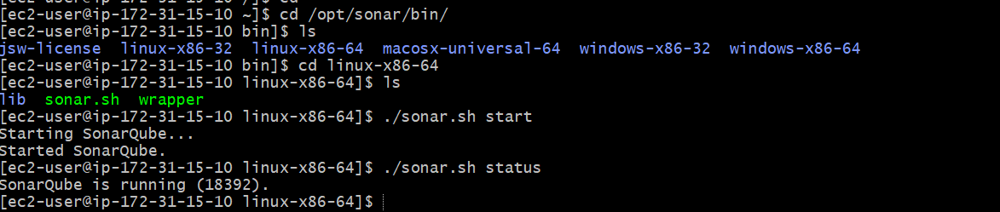 [ec2-user@ip-172-31-15-10 ~]$ cd /opt/sonar/bin/
[ec2-user@ip-172-31-15-10 bin]$ ls
jsw-license  linux-x86-32  linux-x86-64  macosx-universal-64  windows-x86-32  windows-x86-64
[ec2-user@ip-172-31-15-10 bin]$ cd linux-x86-64
[ec2-user@ip-172-31-15-10 linux-x86-64]$ ls
lib  sonar.sh  wrapper
[ec2-user@ip-172-31-15-10 linux-x86-64]$ ./sonar.sh start
Starting SonarQube...
Started SonarQube.
[ec2-user@ip-172-31-15-10 linux-x86-64]$ ./sonar.sh status
SonarQube is running (18392).
[ec2-user@ip-172-31-15-10 linux-x86-64]$